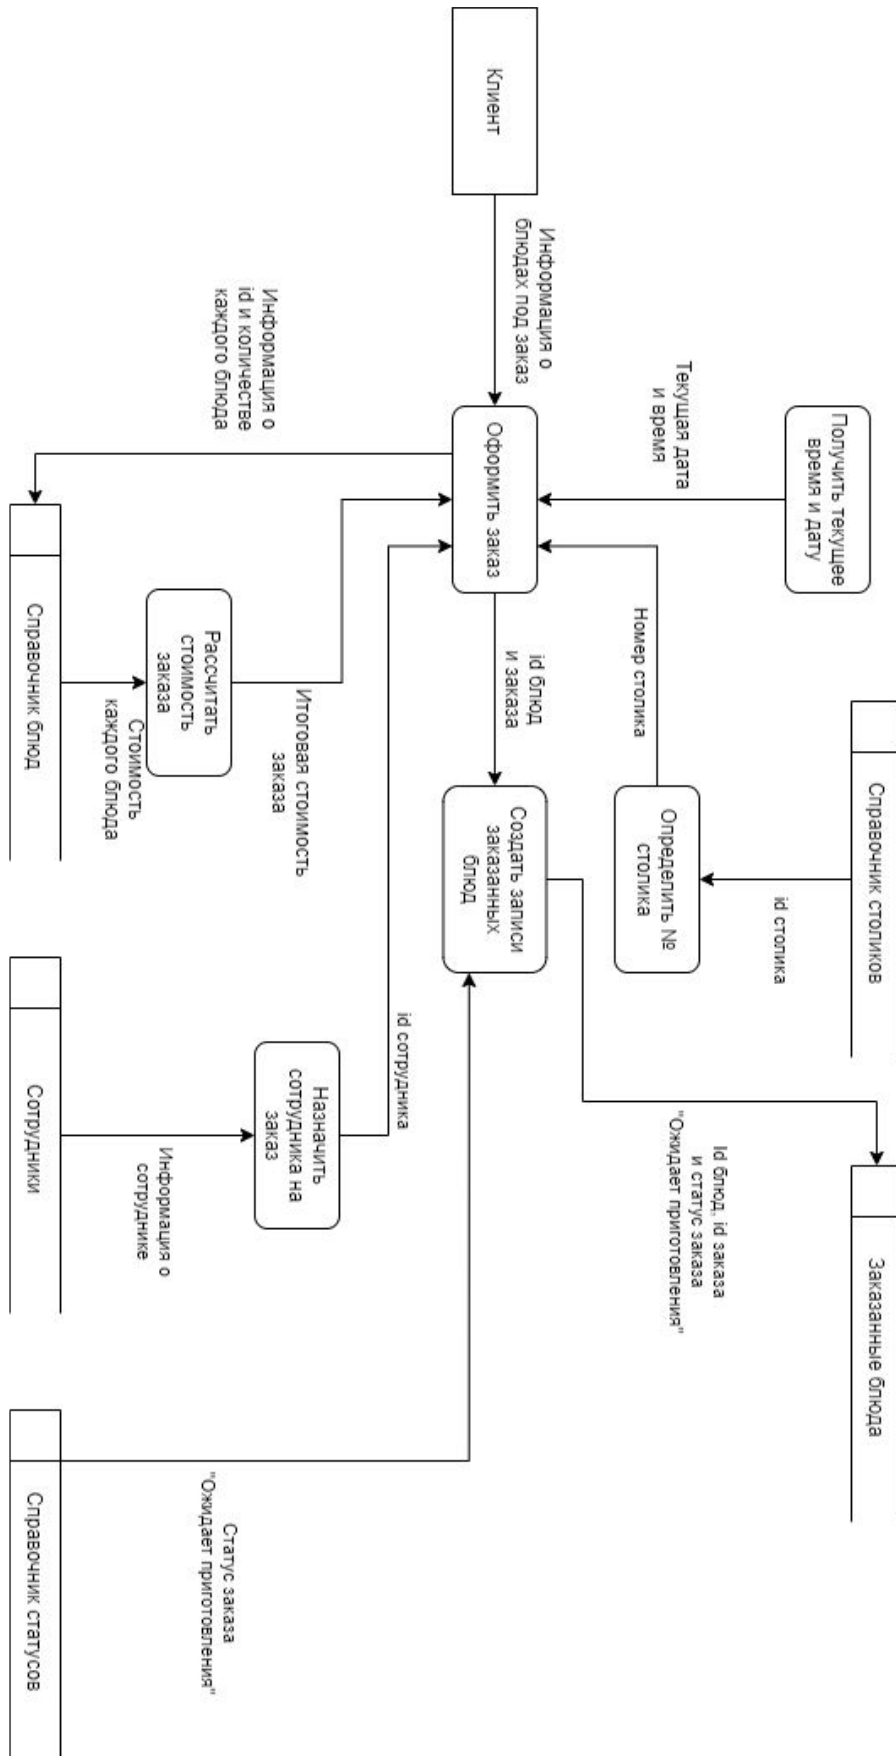 Клиент
Информация о
блюдах под заказ
Оформить заказ
Получить текущее
время и дату
Текущая дата
и время
Справочник столиков
id столика
Определить №
столика
Номер столика
id блюд
и заказа
Создать записи
заказанных
блюд
Заказанные блюда
Id блюд, id заказа
и статус заказа
"Ожидает приготовления"
Информация о
id и количестве
каждого блюда
Справочник блюд
Стоимость
каждого блюда
Рассчитать
стоимость
заказа
Итоговая стоимость
заказа
Сотрудники
Информация о
сотруднике
Назначить
сотрудника на
заказ
id сотрудника
Справочник статусов
Статус заказа
"Ожидает приготовления"